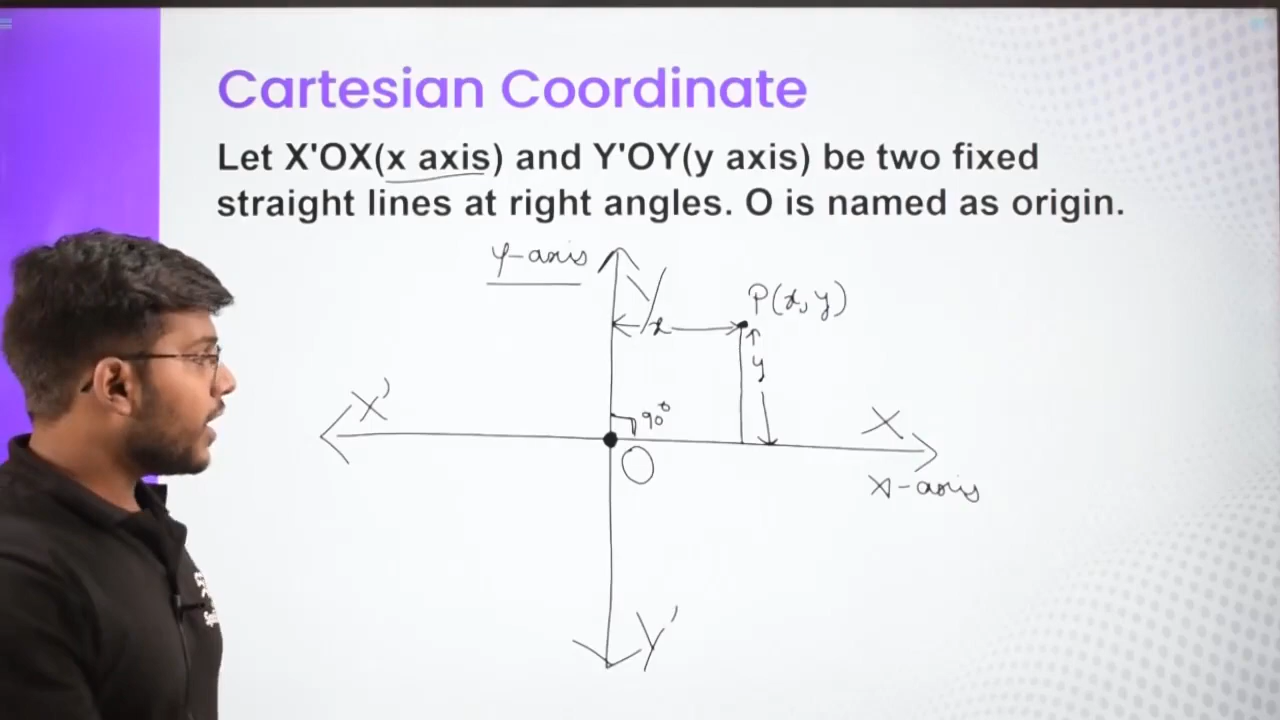 Cartesian Coordinate
Let X'OX(x axis) and Y'OY(y axis) be two fixed
straight lines at right angles. O is named as origin.
y-axis
Y
P(x, y)
x
y
X'
90°
X
O
x-axis
Y'